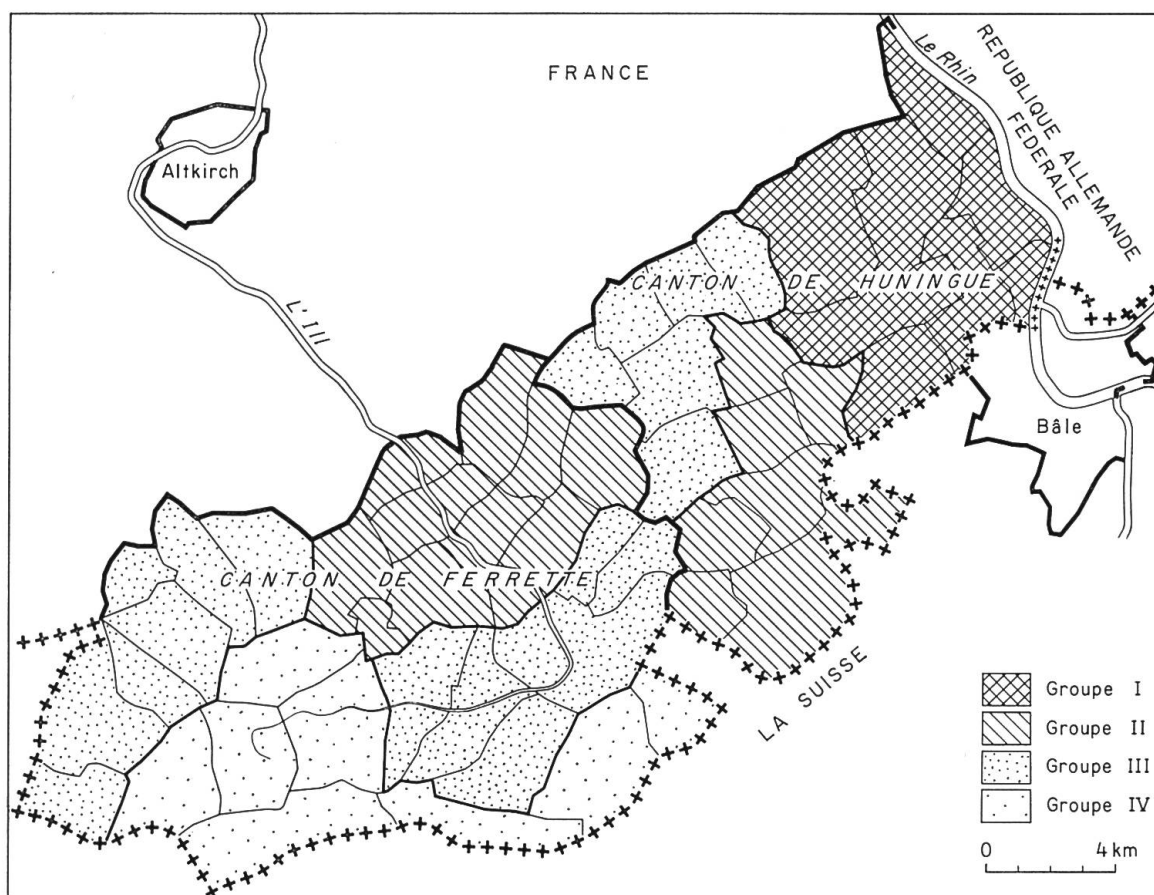 FRANCE
Le Rhin
REPUBLIQUE ALLEMANDE
FEDERALE
Altkirch
L'Ill
CANTON DE HUNINGUE
Bâle
CANTON DE FERRETTE
LA SUISSE
Groupe I
Groupe II
Groupe III
Groupe IV
0 4 km